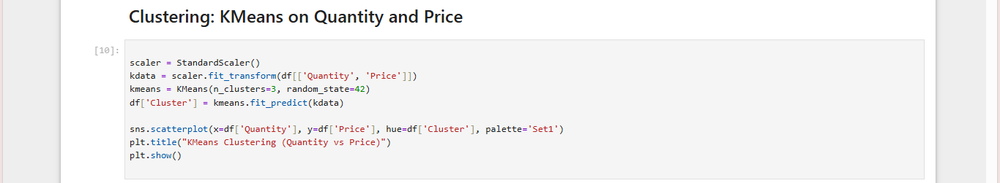 Clustering: KMeans on Quantity and Price
[10]:
scaler = StandardScaler()
kdata = scaler.fit_transform(df[['Quantity', 'Price']])
kmeans = KMeans(n_clusters=3, random_state=42)
df['Cluster'] = kmeans.fit_predict(kdata)
sns.scatterplot(x=df['Quantity'], y=df['Price'], hue=df['Cluster'], palette='Set1')
plt.title("KMeans Clustering (Quantity vs Price)")
plt.show()